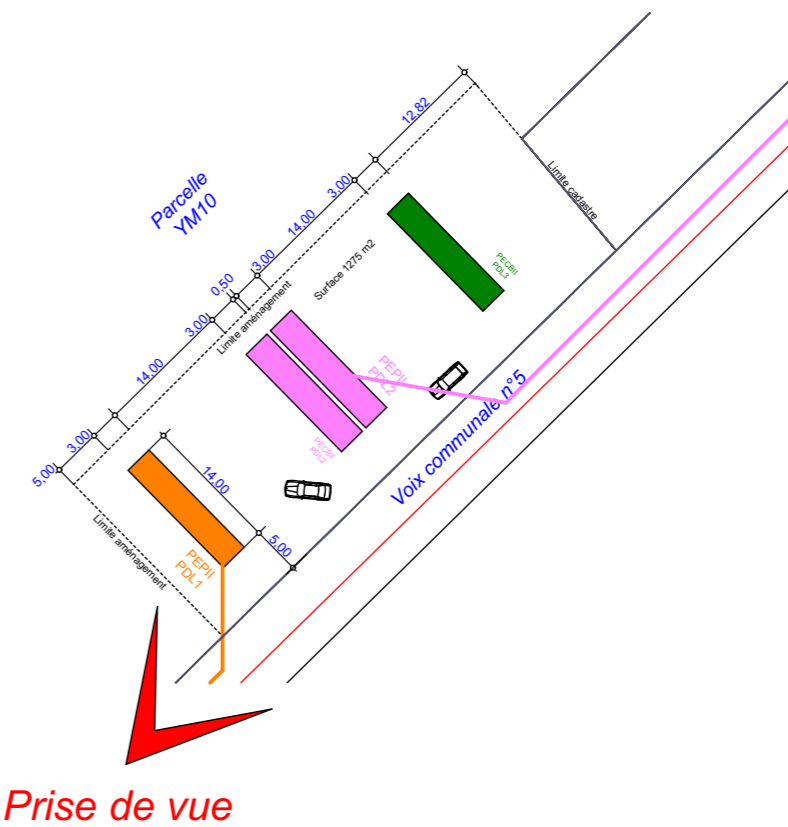 12,82
Limite cadastre
Parcelle
YM10
3,00
14,00
3,00
Surface 1275 m2
PECBII
PDL3
0,50
Limite aménagement
3,00
14,00
PEPII
PDL2
Voix communale n°5
3,00
5,00
PECBII
PDL2
14,00
5,00
Limite aménagement
PEPII
PDL1
Prise de vue